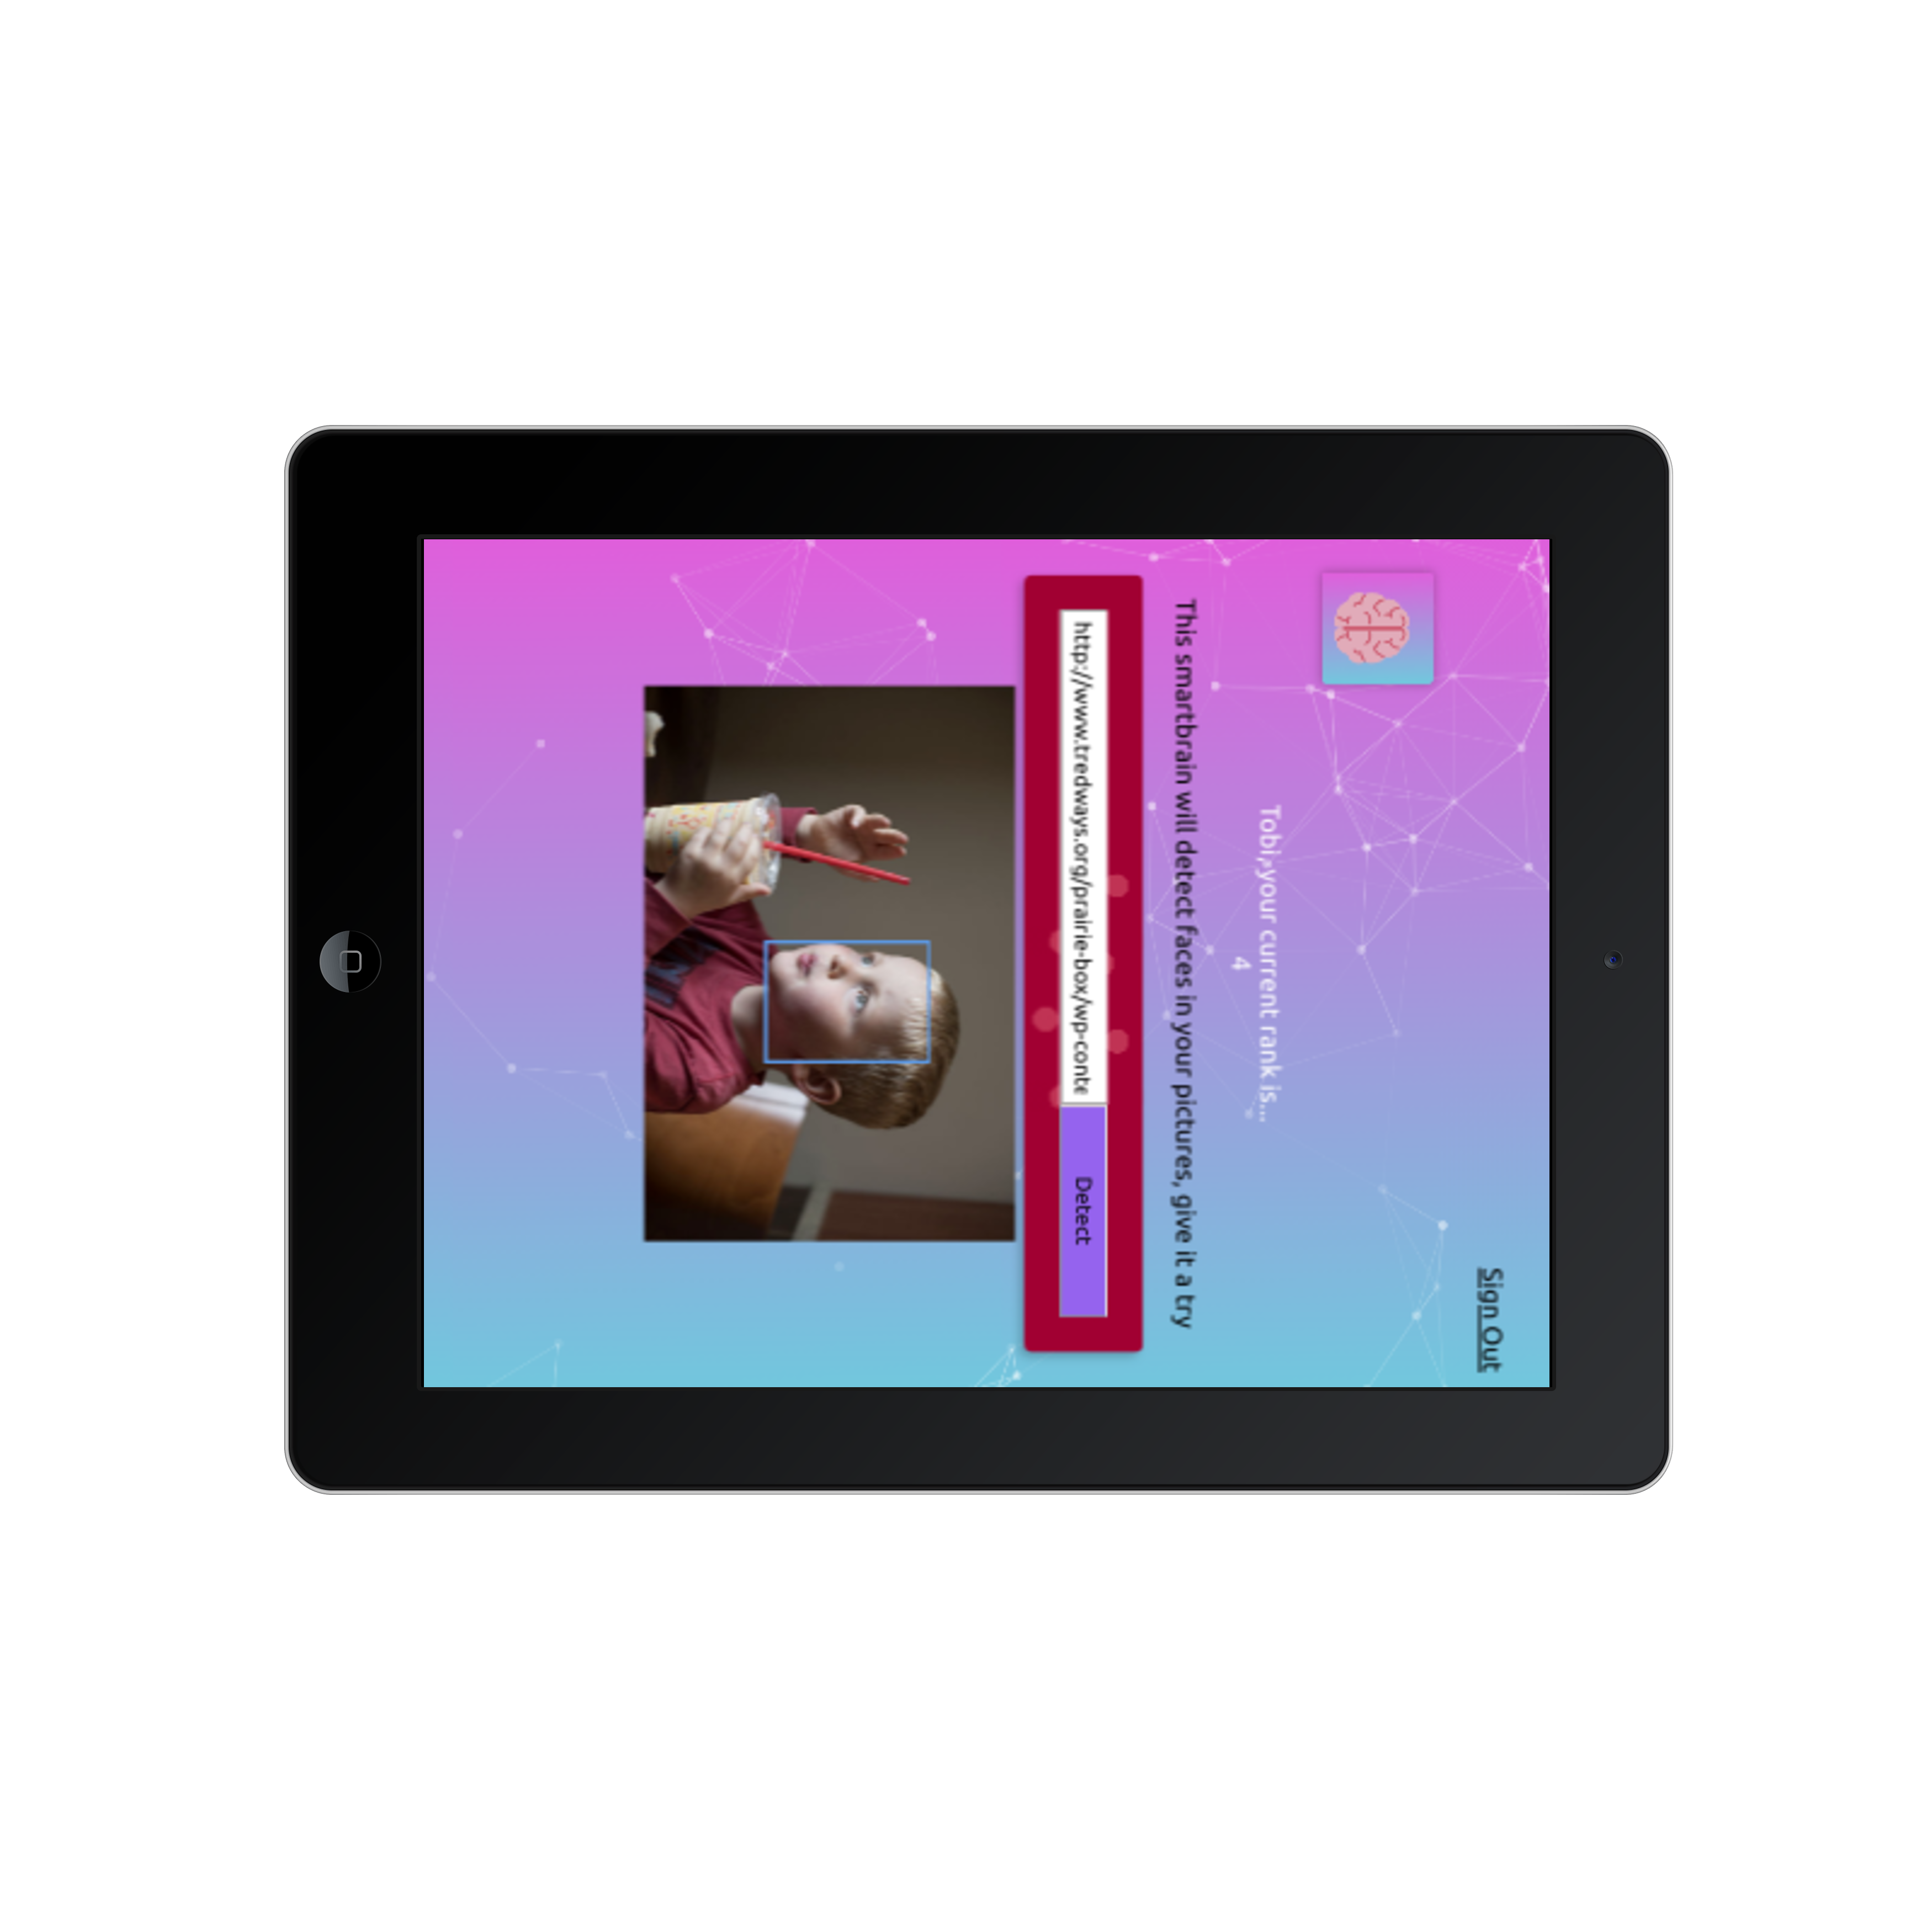 Sign Out
Tobi,your current rank is...
4
This smartbrain will detect faces in your pictures, give it a try
http://www.tredways.org/prairie-box/wp-conte
Detect